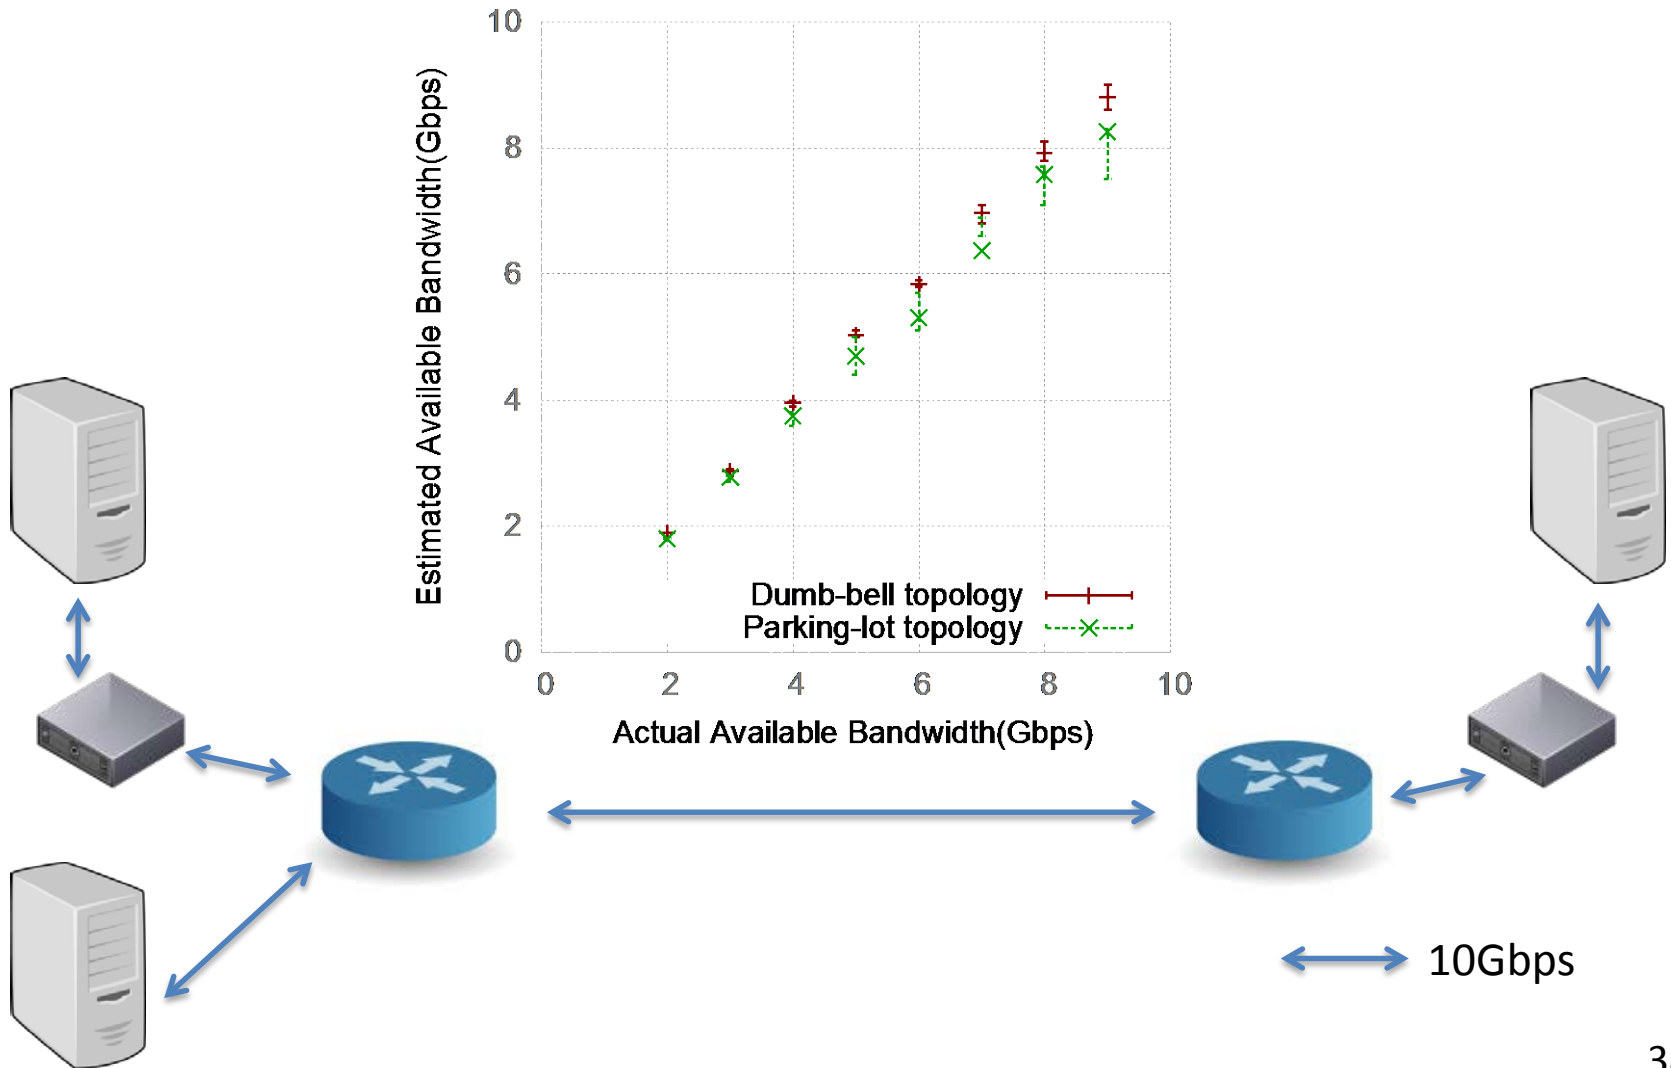 10
8
6
4
2
0
Estimated Available Bandwidth(Gbps)
Dumb-bell topology
Parking-lot topology
0 2 4 6 8 10
Actual Available Bandwidth(Gbps)
10Gbps
3